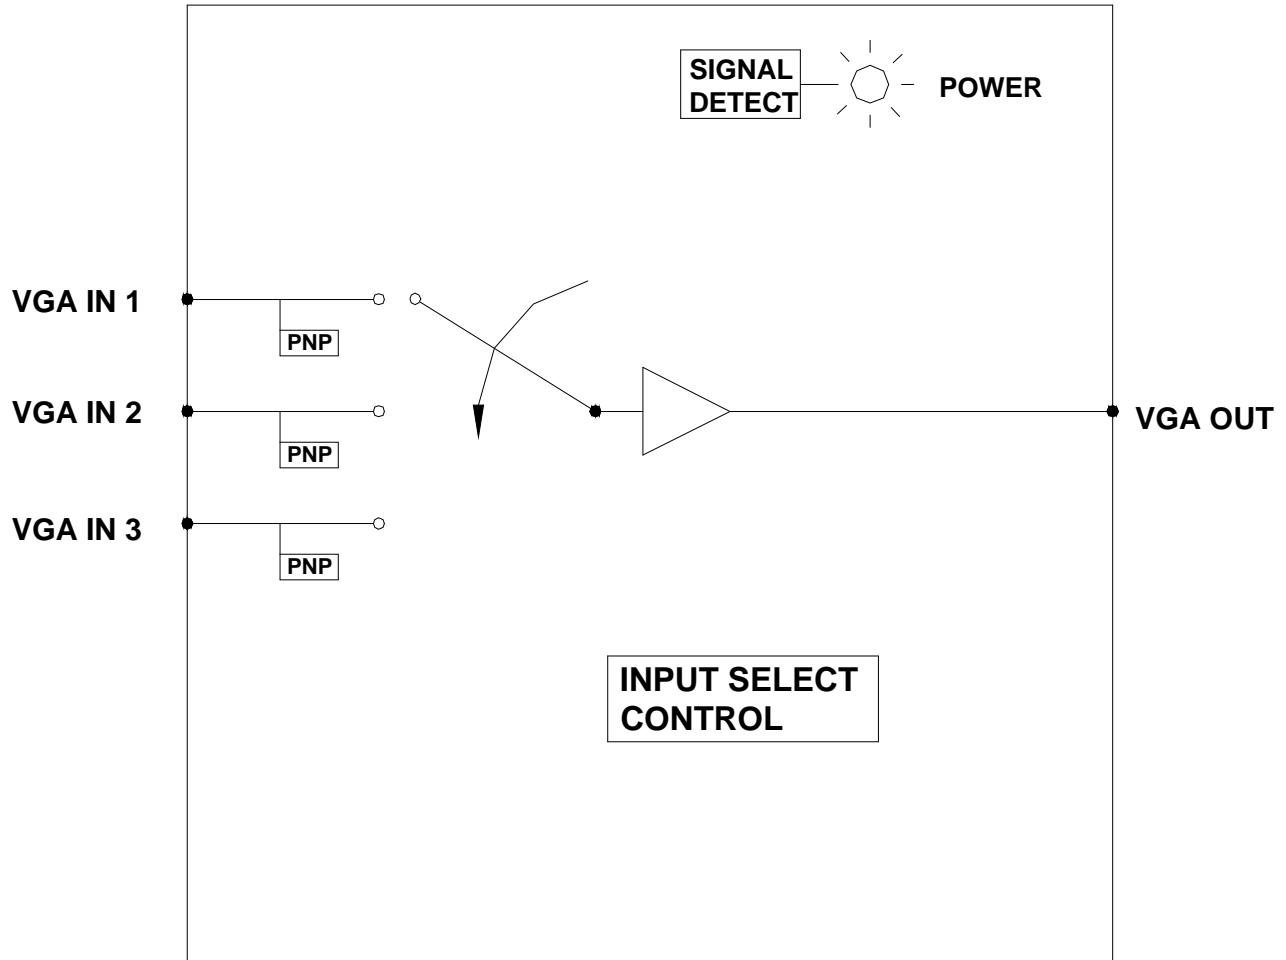 SIGNAL
DETECT
POWER
VGA IN 1
PNP
VGA IN 2
PNP
VGA OUT
VGA IN 3
PNP
INPUT SELECT
CONTROL